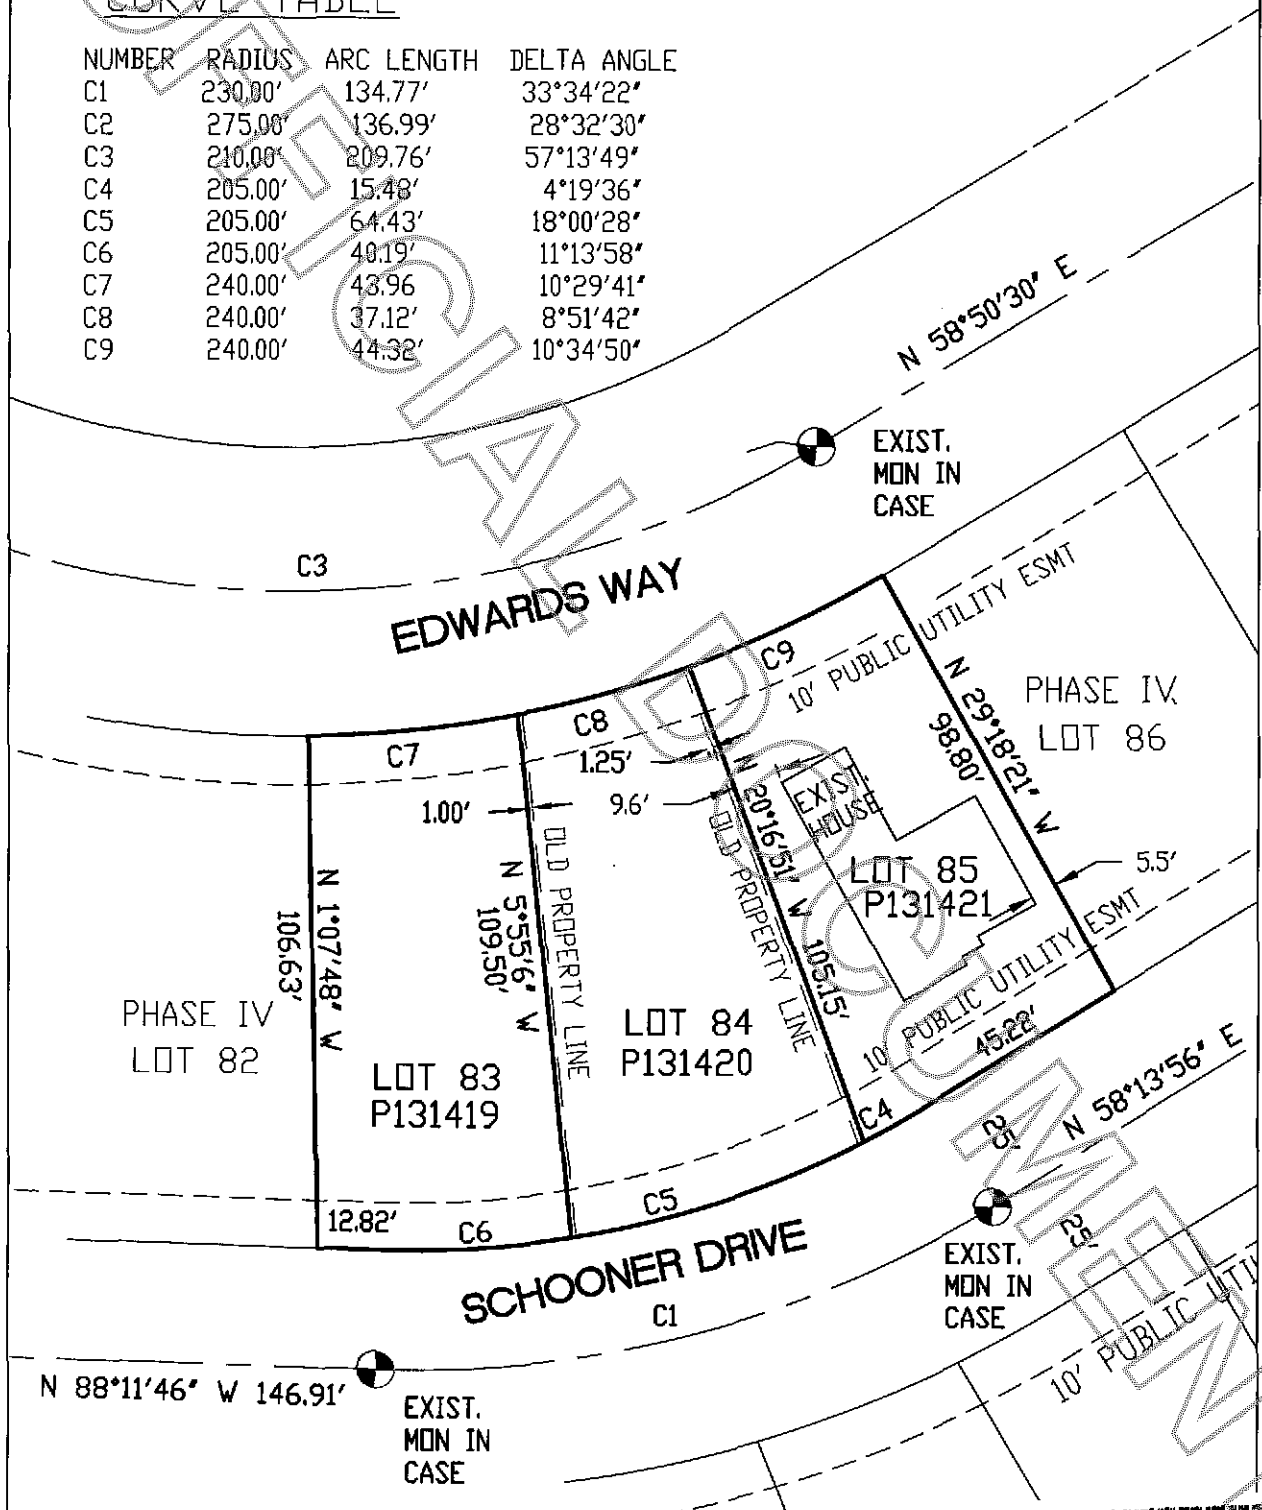 CURVE TABLE
NUMBER RADIUS ARC LENGTH DELTA ANGLE
C1 230.00' 134.77' 33°34'22"
C2 275.00' 136.99' 28°32'30"
C3 210.00' 209.76' 57°13'49"
C4 205.00' 15.48' 4°19'36"
C5 205.00' 64.43' 18°00'28"
C6 205.00' 40.19' 11°13'58"
C7 240.00' 43.96 10°29'41"
C8 240.00' 37.12' 8°51'42"
C9 240.00' 44.32' 10°34'50"
N 58°50'30" E
EXIST.
MON IN
CASE
C3
EDWARDS WAY
C9
10' PUBLIC UTILITY ESMT
C8
C7
1.25'
1.00'
9.6'
N 29°18'21" W
98.80'
PHASE IV
LOT 86
EXIST.
HOUSE
LOT 85
P131421
5.5'
N 20°16'51" W 105.15'
OLD PROPERTY LINE
OLD PROPERTY LINE
N 5°55'6" W
109.50'
N 1°07'48" W
106.63'
PHASE IV
LOT 82
LOT 83
P131419
LOT 84
P131420
10' PUBLIC UTILITY ESMT
45.22'
C4
N 58°13'56" E
25'
25'
12.82'
C6
C5
SCHOONER DRIVE
C1
EXIST.
MON IN
CASE
10' PUBLIC UTI
N 88°11'46" W 146.91'
EXIST.
MON IN
CASE
OFFICIAL DOCUMEN